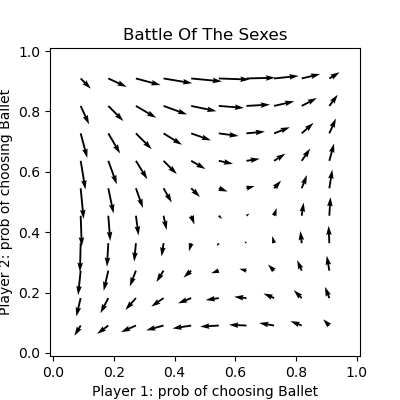 Battle Of The Sexes
Player 2: prob of choosing Ballet
1.0
0.8
0.6
0.4
0.2
0.0
0.0 0.2 0.4 0.6 0.8 1.0
Player 1: prob of choosing Ballet